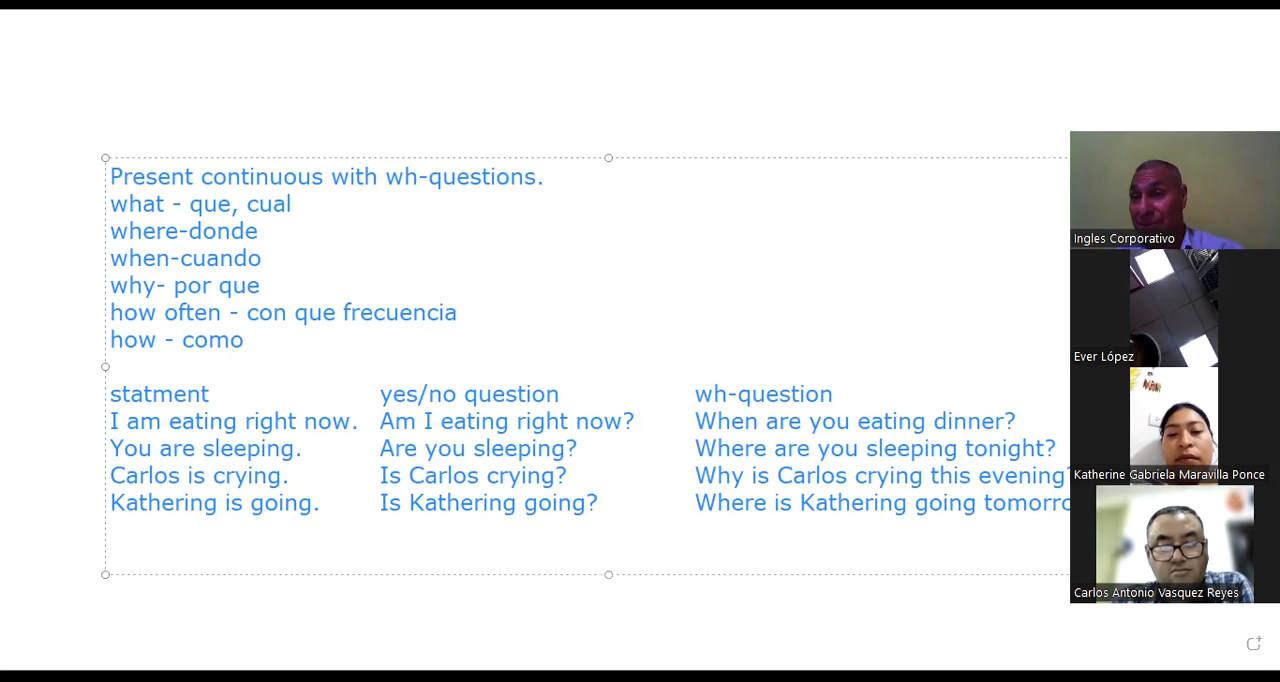 Present continuous with wh-questions.
what - que, cual
where-donde
when-cuando
why- por que
how often - con que frecuencia
how - como
statment yes/no question wh-question
I am eating right now. Am I eating right now? When are you eating dinner?
You are sleeping. Are you sleeping? Where are you sleeping tonight?
Carlos is crying. Is Carlos crying? Why is Carlos crying this evening?
Kathering is going. Is Kathering going? Where is Kathering going
Ingles Corporativo
Ever López
Katherine Gabriela Maravilla Ponce
Carlos Antonio Vasquez Reyes